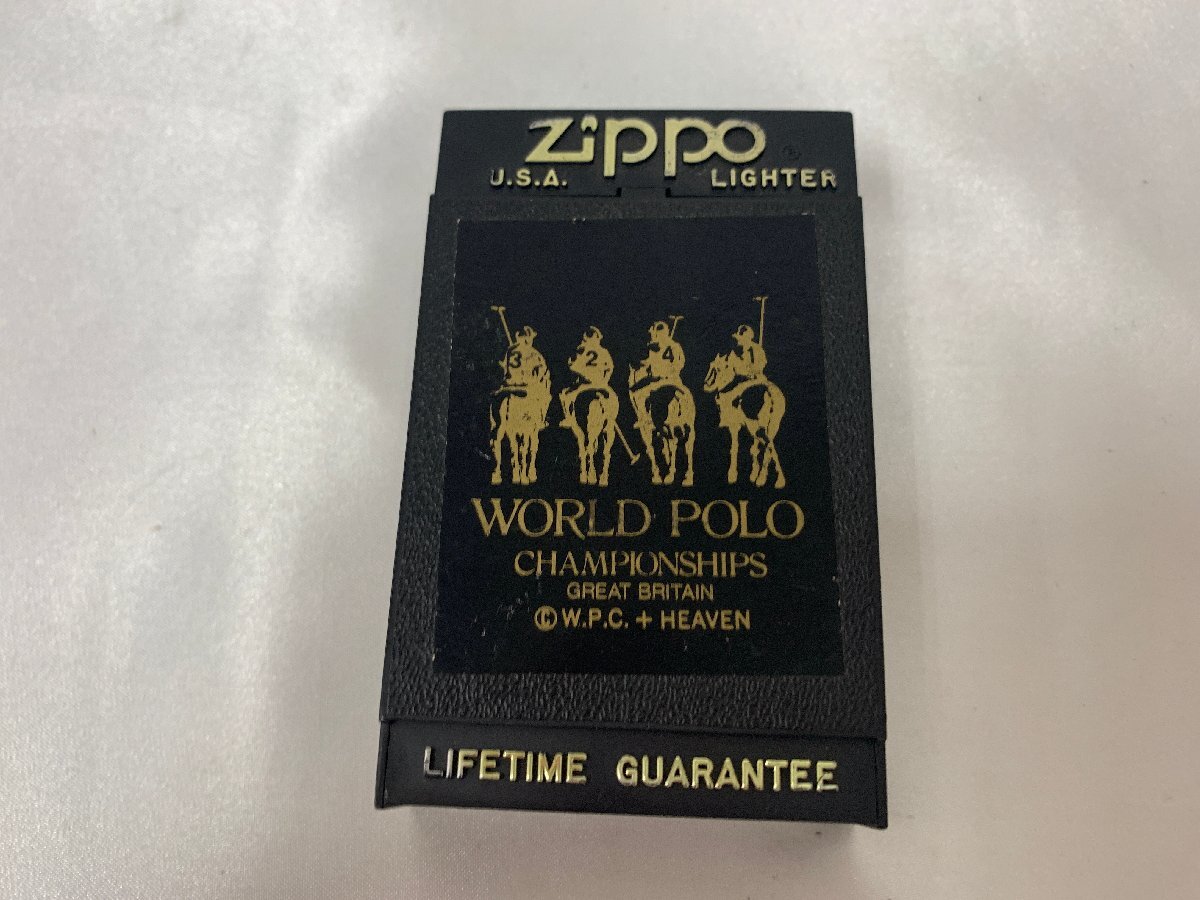 Zippo®
U.S.A. LIGHTER
3 2 4 1
WORLD POLO
CHAMPIONSHIPS
GREAT BRITAIN
© W.P.C. + HEAVEN
LIFETIME GUARANTEE